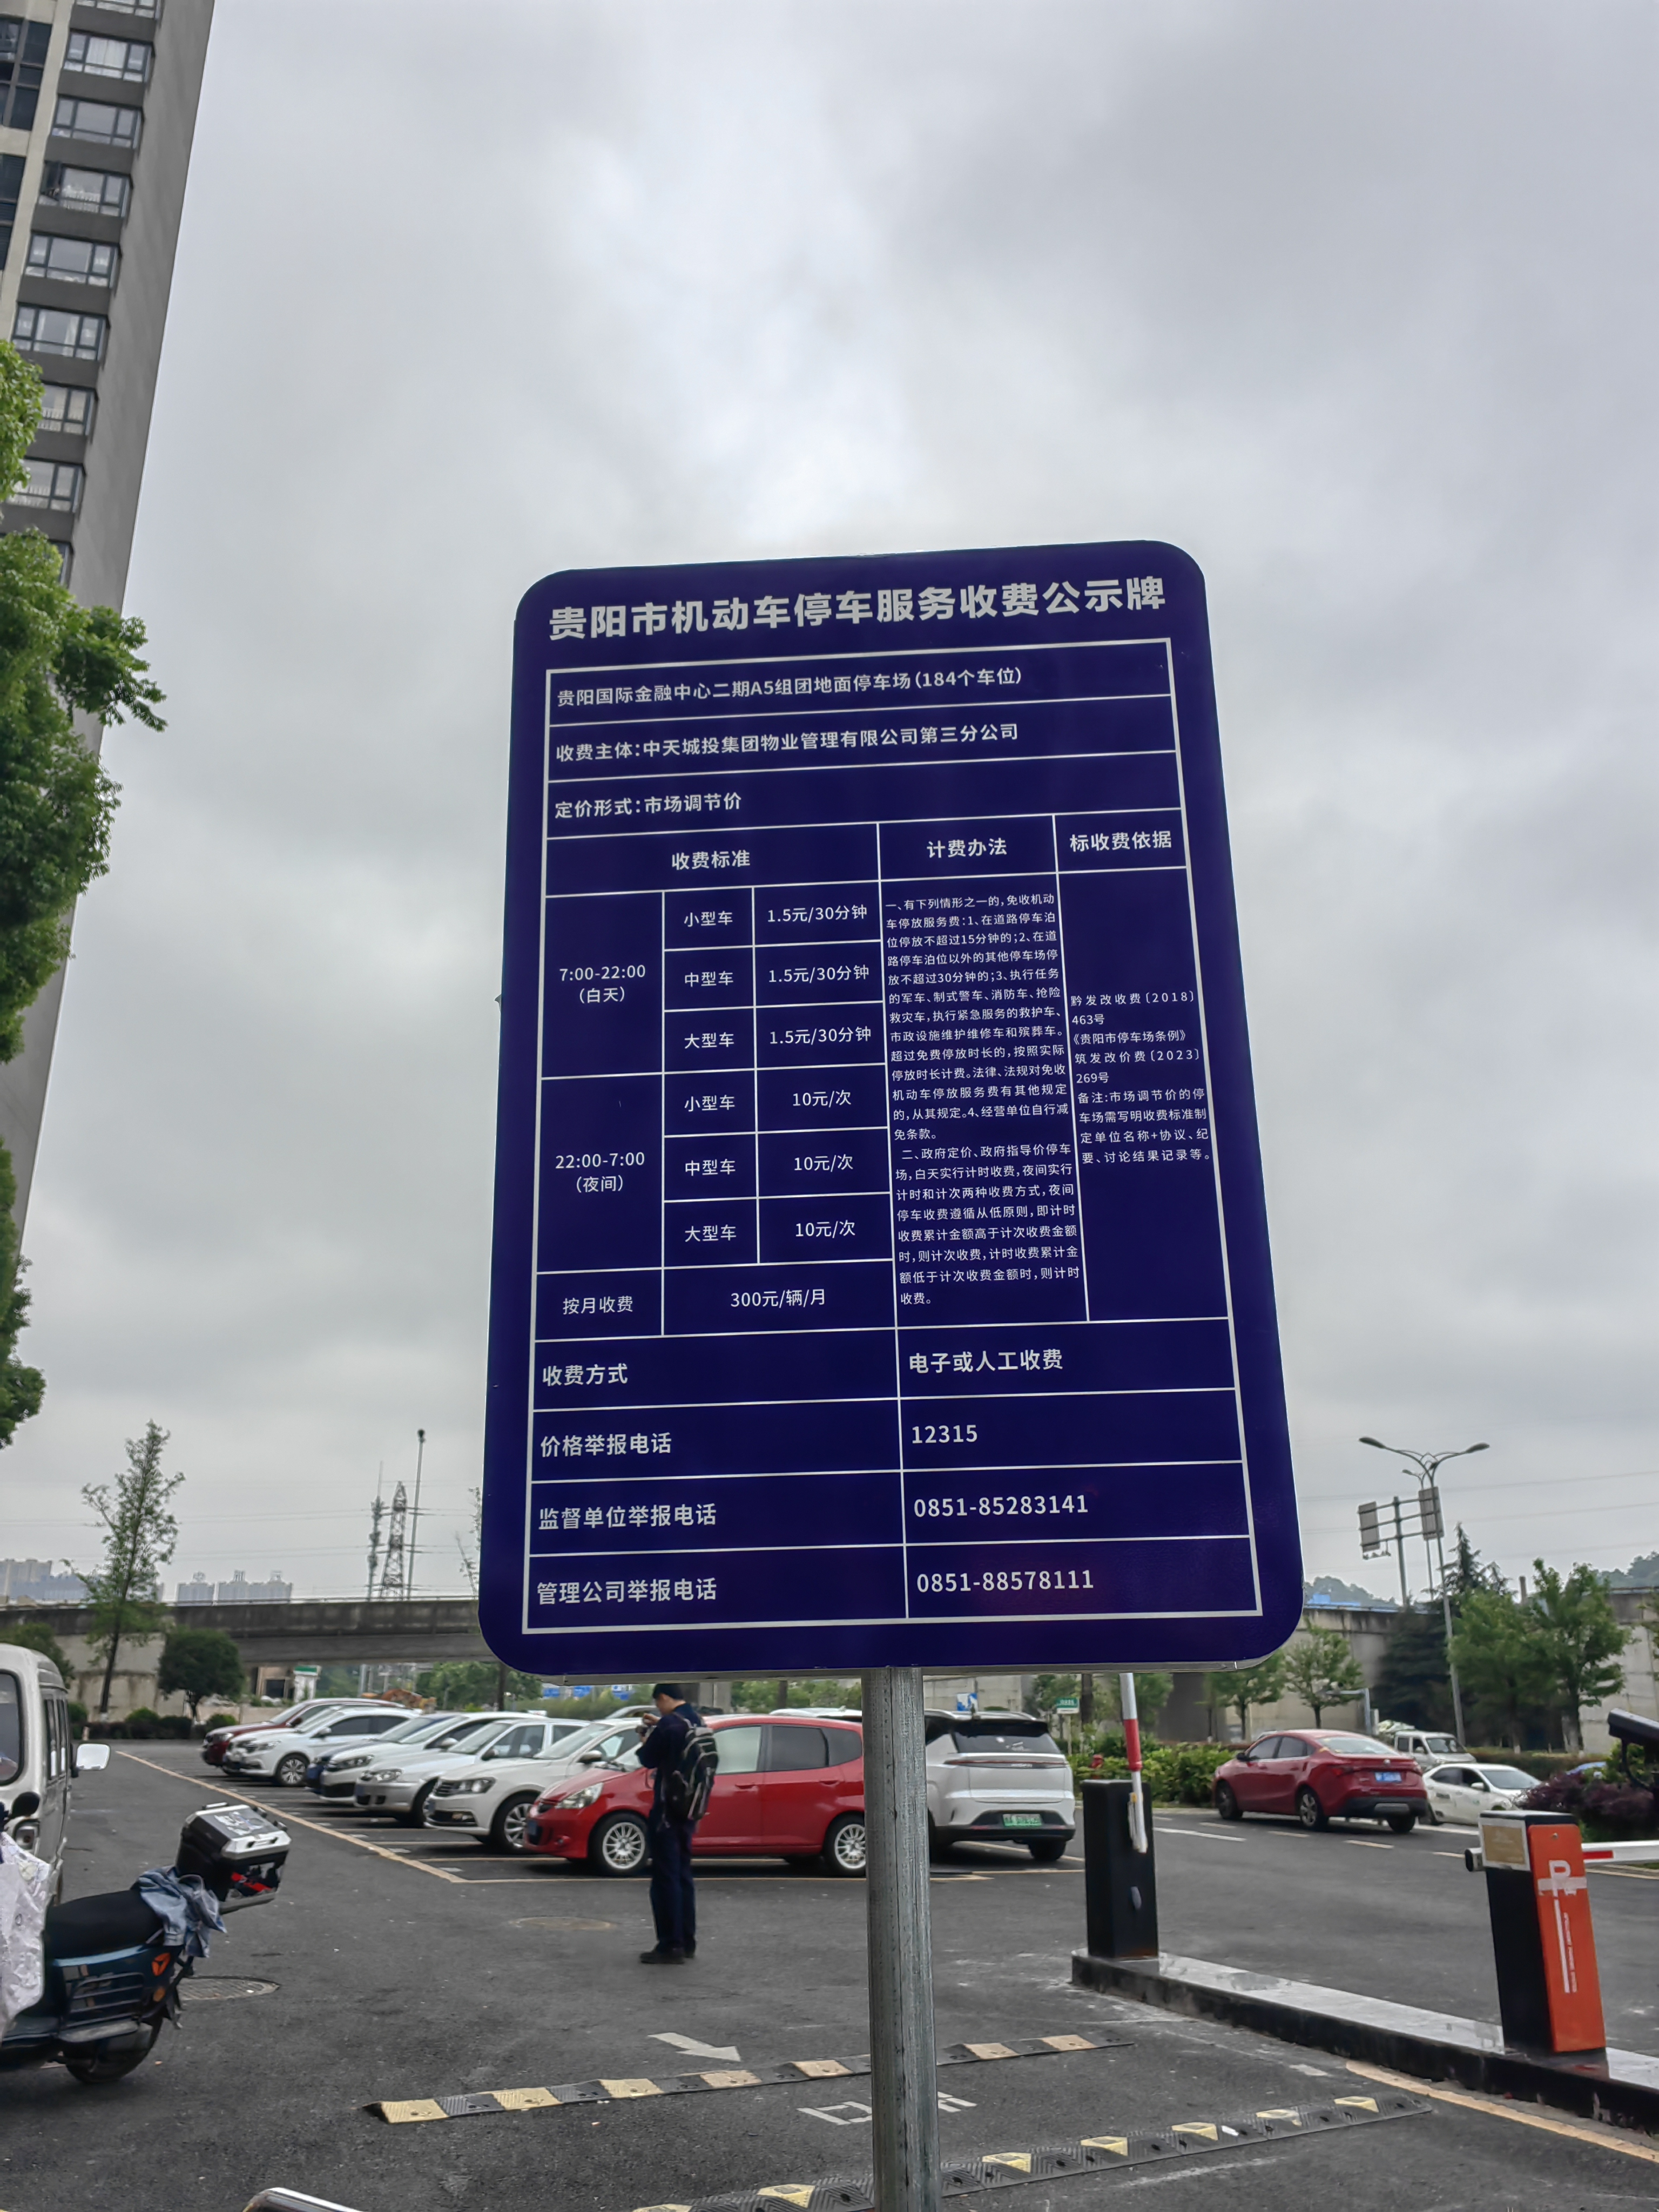 贵阳市机动车停车服务收费公示牌
贵阳国际金融中心二期A5组团地面停车场(184个车位)
收费主体:中天城投集团物业管理有限公司第三分公司
定价形式:市场调节价
收费标准
计费办法
标收费依据
7:00-22:00
(白天)
小型车
1.5元/30分钟
中型车
1.5元/30分钟
大型车
1.5元/30分钟
22:00-7:00
(夜间)
小型车
10元/次
中型车
10元/次
大型车
10元/次
按月收费
300元/辆/月
一、有下列情形之一的,免收机动
车停放服务费:1、在道路停车泊
位停放不超过15分钟的;2、在道
路停车泊位以外的其他停车场停
放不超过30分钟的;3、执行任务
的军车、制式警车、消防车、抢险
救灾车,执行紧急服务的救护车、
市政设施维护维修车和殡葬车。
超过免费停放时长的,按照实际
停放时长计费。法律、法规对免收
机动车停放服务费有其他规定
的,从其规定。4、经营单位自行减
免条款。
二、政府定价、政府指导价停车
场,白天实行计时收费,夜间实行
计时和计次两种收费方式,夜间
停车收费遵循从低原则,即计时
收费累计金额高于计次收费金额
时,则计次收费,计时收费累计金
额低于计次收费金额时,则计时
收费。
黔发改收费〔2018〕
463号
《贵阳市停车场条例》
筑发改价费〔2023〕
269号
备注:市场调节价的停
车场需写明收费标准制
定单位名称+协议、纪
要、讨论结果记录等。
收费方式
电子或人工收费
价格举报电话
12315
监督单位举报电话
0851-85283141
管理公司举报电话
0851-88578111
P